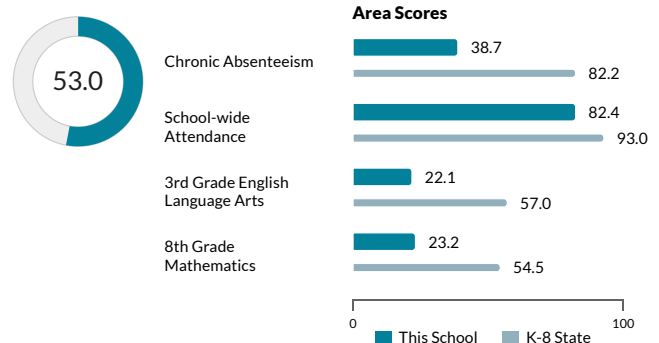 Area Scores
53.0
Chronic Absenteeism
38.7
82.2
School-wide
Attendance
82.4
93.0
3rd Grade English
Language Arts
22.1
57.0
8th Grade
Mathematics
23.2
54.5
0
100
This School
K-8 State